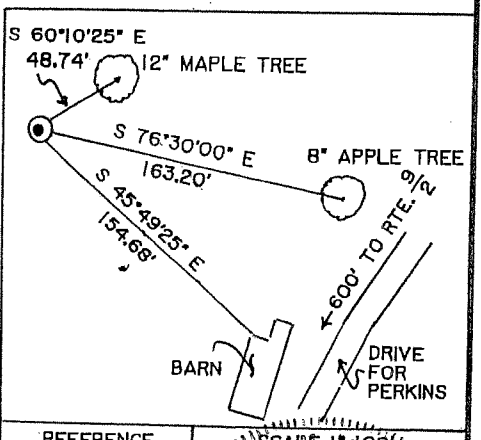 S 60°10'25" E
48.74'
12" MAPLE TREE
S 76°30'00" E
163.20'
8" APPLE TREE
S 45°49'25" E
154.68'
600' TO RTE. 9/2
BARN
DRIVE
FOR
PERKINS
REFERENCE